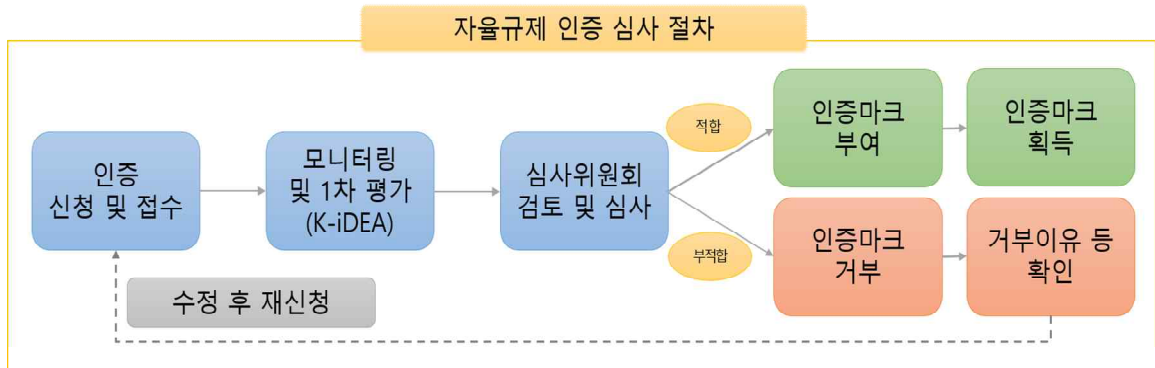 자율규제 인증 심사 절차
인증
신청 및 접수
모니터링
및 1차 평가
(K-iDEA)
심사위원회
검토 및 심사
적합
인증마크
부여
인증마크
획득
부적합
인증마크
거부
거부이유 등
확인
수정 후 재신청